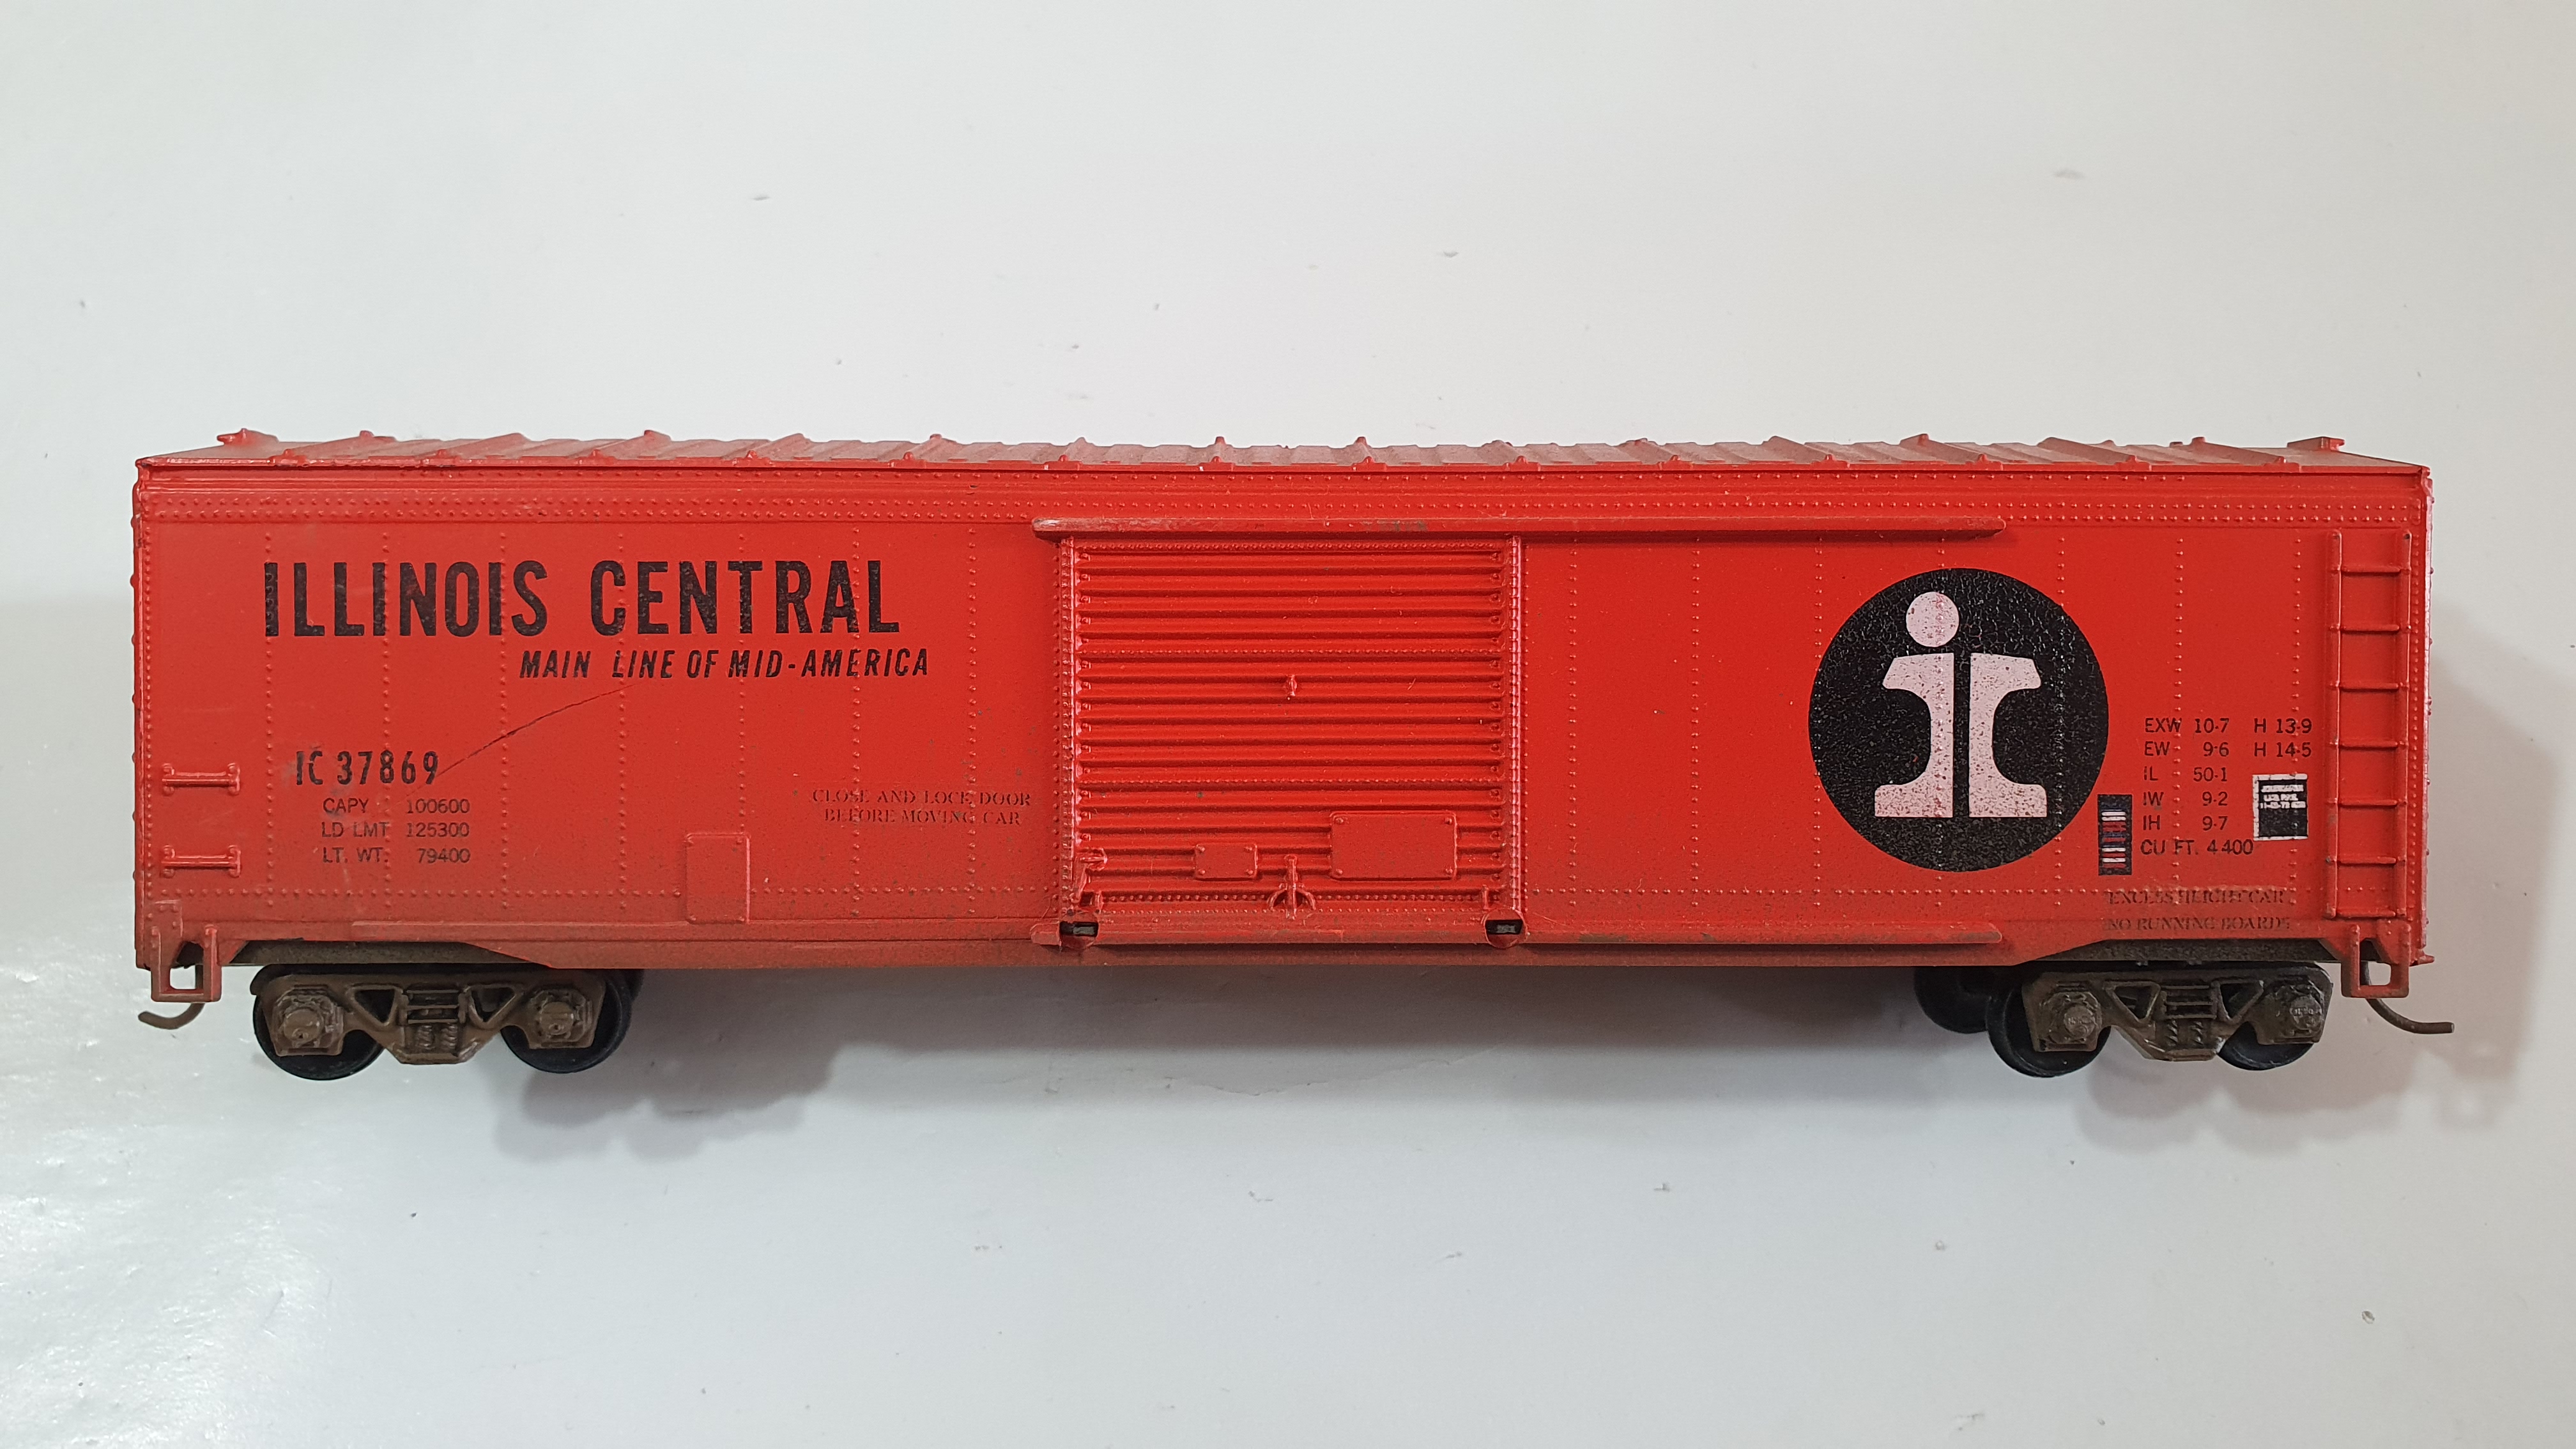 ILLINOIS CENTRAL
MAIN LINE OF MID-AMERICA
IC 37869
CAPY 100600
LD LMT 125300
LT. WT. 79400
CLOSE AND LOCK DOOR
BEFORE MOVING CAR
ic
EXW 10-7 H 13-9
EW 9-6 H 14-5
IL 50-1
IW 9-2
IH 9-7
CU FT. 4400
EXCESS HEIGHT CAR
NO RUNNING BOARDS